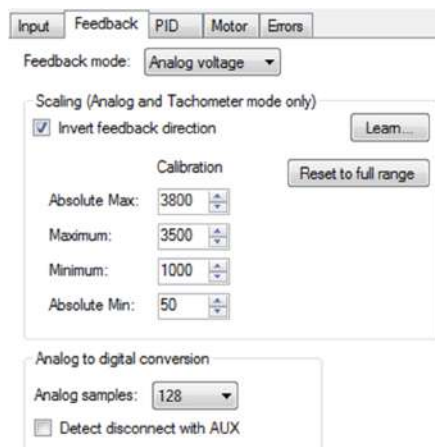 Input Feedback PID Motor Errors
Feedback mode: Analog voltage
Scaling (Analog and Tachometer mode only)
Invert feedback direction Learn...
Calibration Reset to full range
Absolute Max: 3800
Maximum: 3500
Minimum: 1000
Absolute Min: 50
Analog to digital conversion
Analog samples: 128
Detect disconnect with AUX